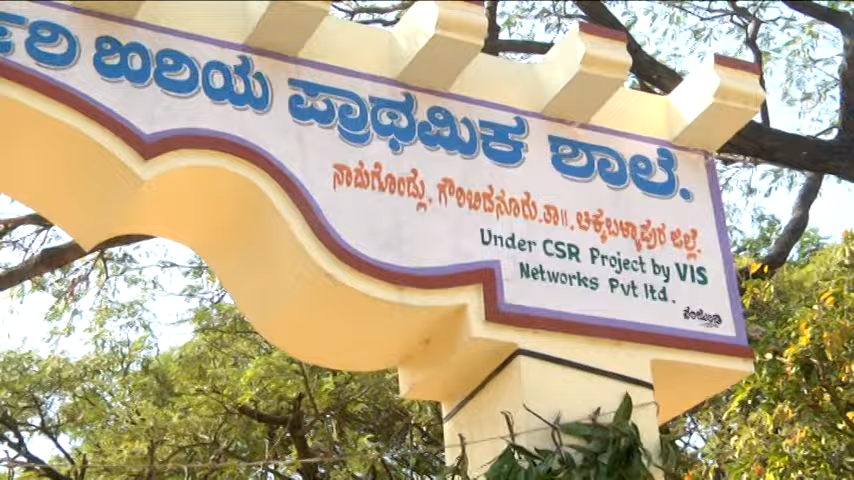 ಹಿರಿಯ ಪ್ರಾಥಮಿಕ ಶಾಲೆ.
ನಾಮಗೊಂಡ್ಲು, ಗೌರಿಬಿದನೂರು.ತಾ||. ಚಿಕ್ಕಬಳ್ಳಾಪುರ ಜಿಲ್ಲೆ.
Under CSR Project by VIS
Networks Pvt ltd.